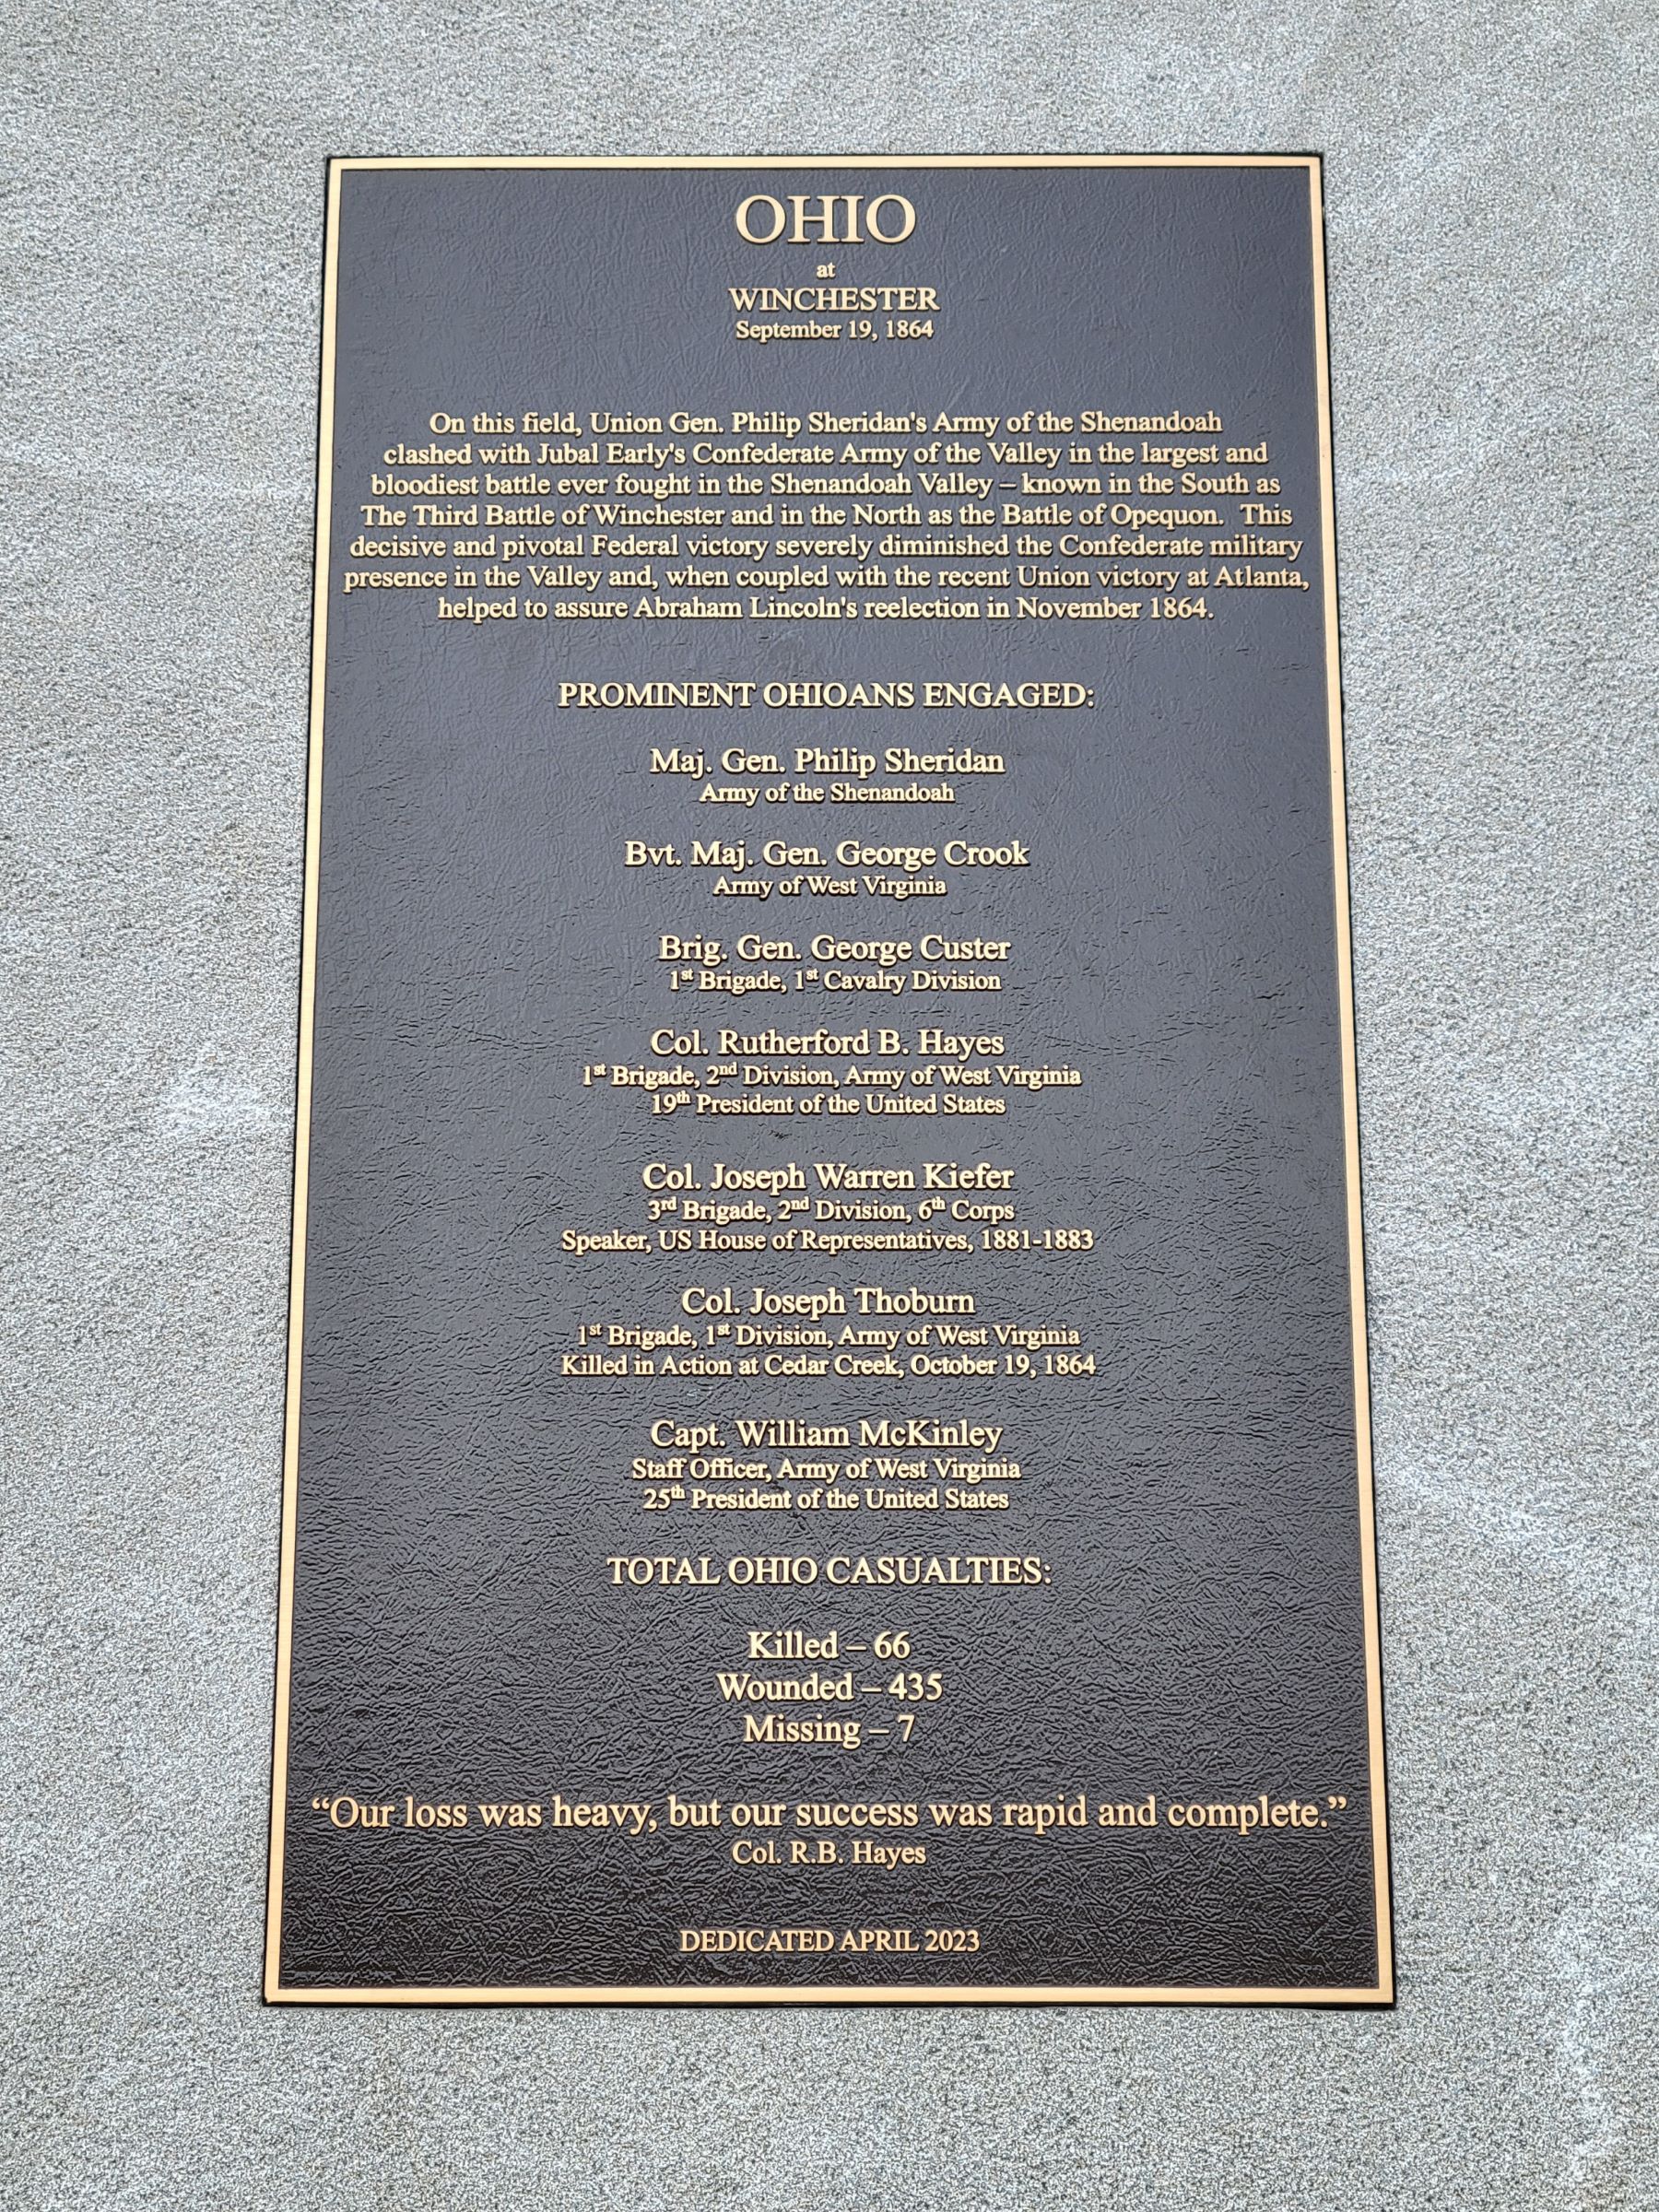 OHIO
at
WINCHESTER
September 19, 1864
On this field, Union Gen. Philip Sheridan's Army of the Shenandoah
clashed with Jubal Early's Confederate Army of the Valley in the largest and
bloodiest battle ever fought in the Shenandoah Valley – known in the South as
The Third Battle of Winchester and in the North as the Battle of Opequon. This
decisive and pivotal Federal victory severely diminished the Confederate military
presence in the Valley and, when coupled with the recent Union victory at Atlanta,
helped to assure Abraham Lincoln's reelection in November 1864.
PROMINENT OHIOANS ENGAGED:
Maj. Gen. Philip Sheridan
Army of the Shenandoah
Bvt. Maj. Gen. George Crook
Army of West Virginia
Brig. Gen. George Custer
1st Brigade, 1st Cavalry Division
Col. Rutherford B. Hayes
1st Brigade, 2nd Division, Army of West Virginia
19th President of the United States
Col. Joseph Warren Kiefer
3rd Brigade, 2nd Division, 6th Corps
Speaker, US House of Representatives, 1881-1883
Col. Joseph Thoburn
1st Brigade, 1st Division, Army of West Virginia
Killed in Action at Cedar Creek, October 19, 1864
Capt. William McKinley
Staff Officer, Army of West Virginia
25th President of the United States
TOTAL OHIO CASUALTIES:
Killed – 66
Wounded – 435
Missing – 7
“Our loss was heavy, but our success was rapid and complete.”
Col. R.B. Hayes
DEDICATED APRIL 2023